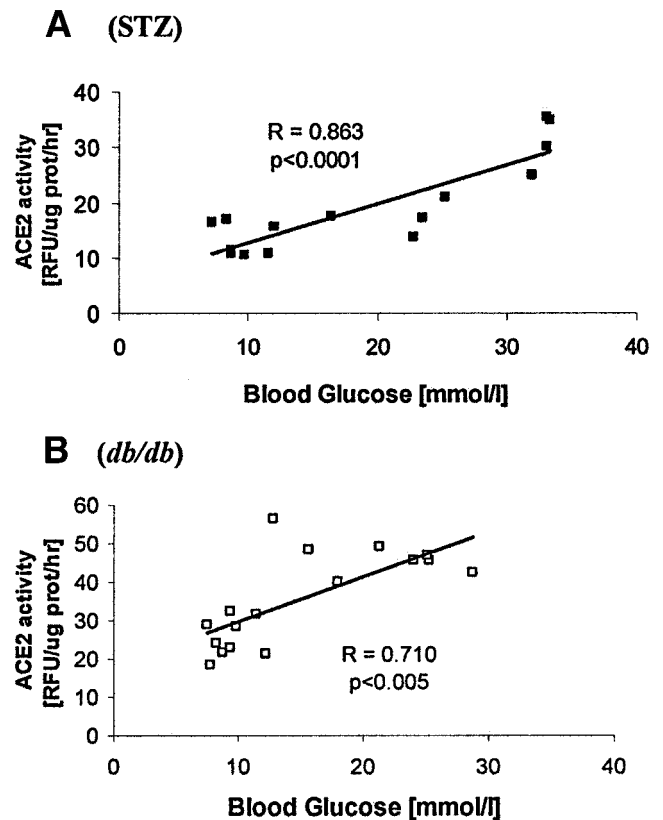 A (STZ)
40
30
20
10
0
ACE2 activity
[RFU/ug prot/hr]
R = 0.863
p<0.0001
0 10 20 30 40
Blood Glucose [mmol/l]
B (db/db)
60
50
40
30
20
10
0
ACE2 activity
[RFU/ug prot/hr]
R = 0.710
p<0.005
0 10 20 30 40
Blood Glucose [mmol/l]